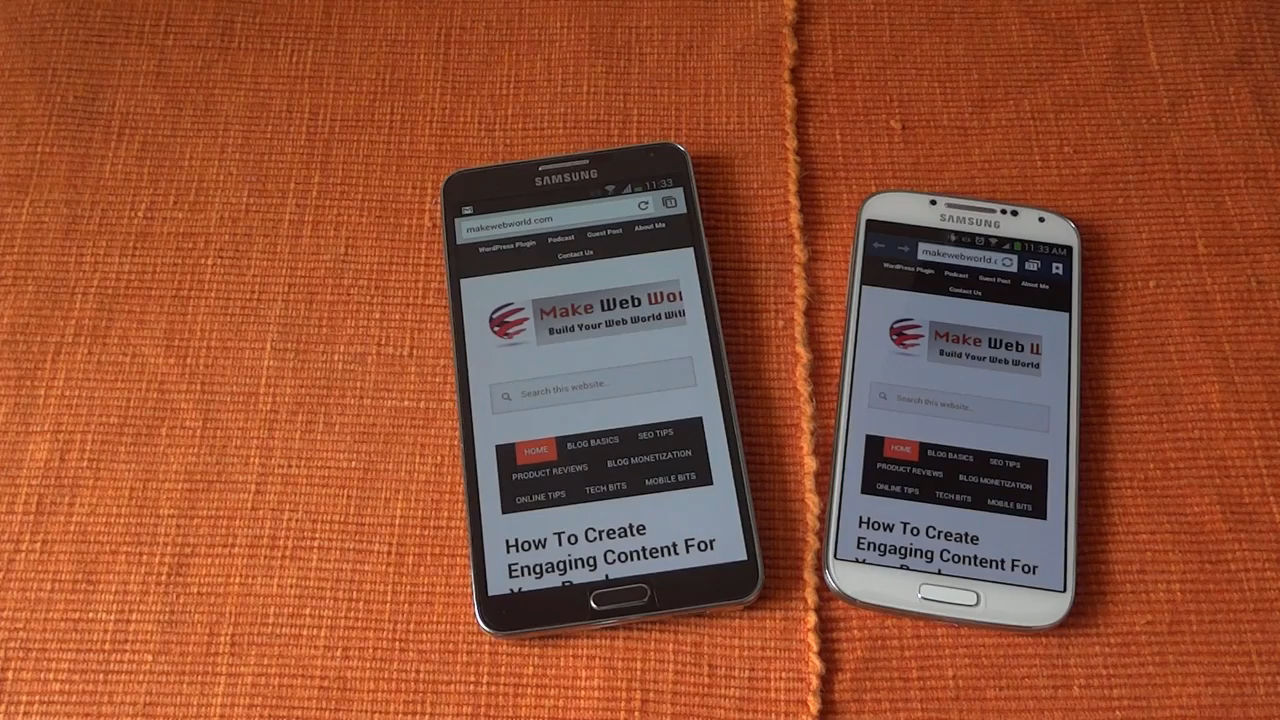 SAMSUNG
11:33
makewebworld.com
WordPress Plugin Podcast Guest Post About Me
Contact Us
Make Web Wor
Build Your Web World Wit
Search this website..
HOME BLOG BASICS SEO TIPS
PRODUCT REVIEWS BLOG MONETIZATION
ONLINE TIPS TECH BITS MOBILE BITS
How To Create
Engaging Content For
SAMSUNG
11:33 AM
makewebworld.c
WordPress Plugin Podcast Guest Post About Me
Contact Us
Make Web W
Build Your Web World
Search this website..
HOME BLOG BASICS SEO TIPS
PRODUCT REVIEWS BLOG MONETIZATION
ONLINE TIPS TECH BITS MOBILE BITS
How To Create
Engaging Content For